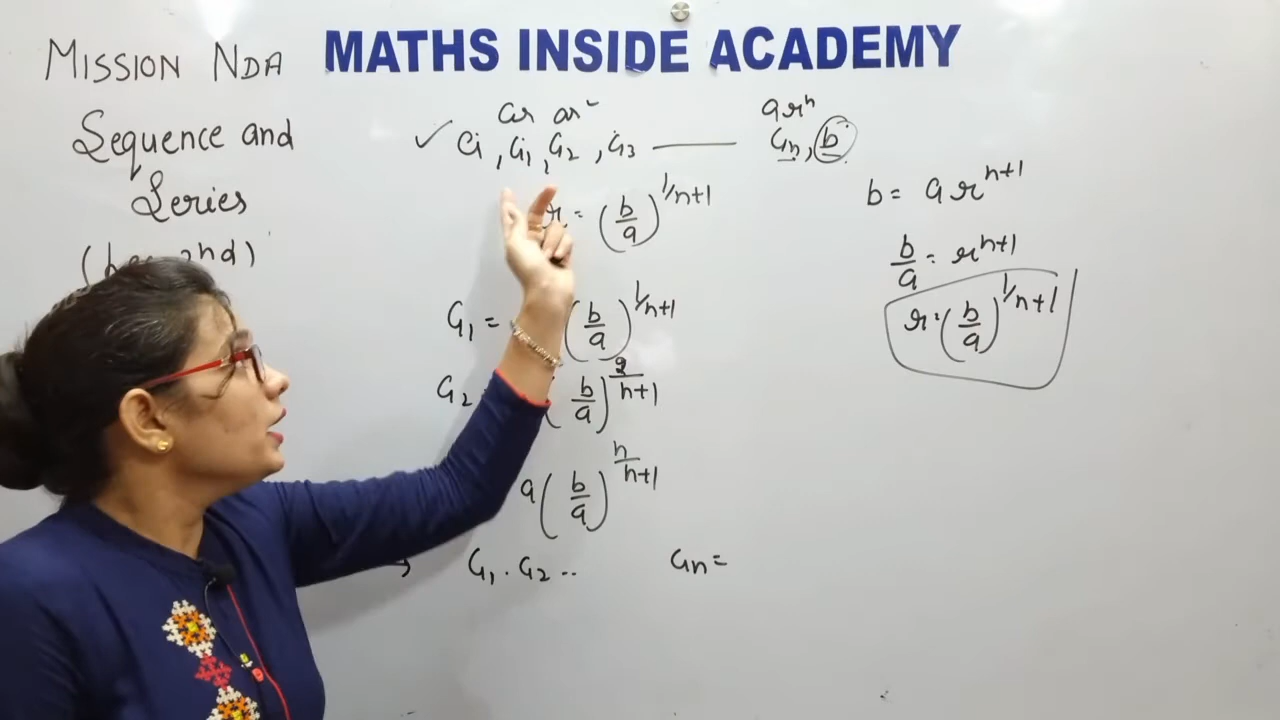 MATHS INSIDE ACADEMY
MISSION NDA
Sequence and
Series
ar ar² arⁿ
✓ a, G₁, G₂, G₃ —— Gₙ, b
r = (b/a)^1/n+1
b = a r^n+1
b/a = r^n+1
r = (b/a)^1/n+1
G₁ = (b/a)^1/n+1
G₂ (b/a)^2/n+1
a(b/a)^n/n+1
→ G₁ . G₂ .. Gₙ =